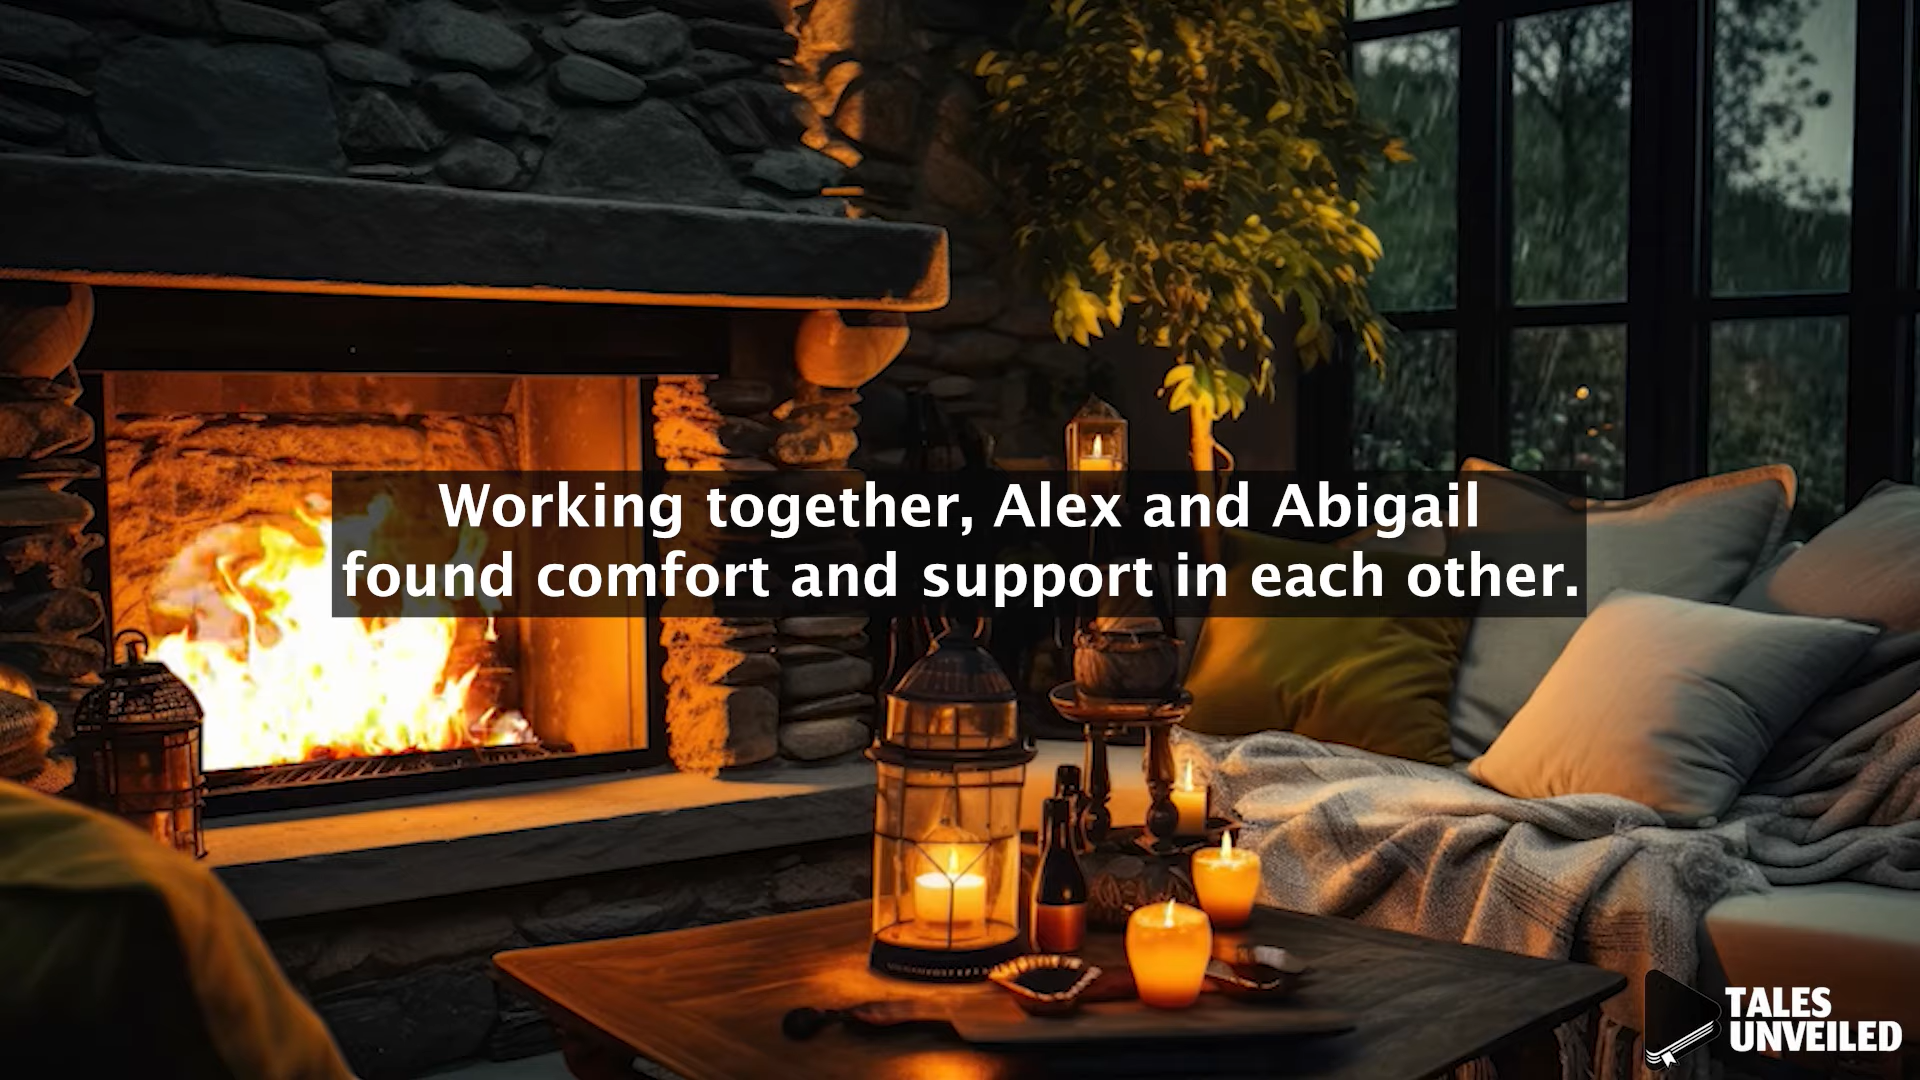 Working together, Alex and Abigail
found comfort and support in each other.
TALES
UNVEILED